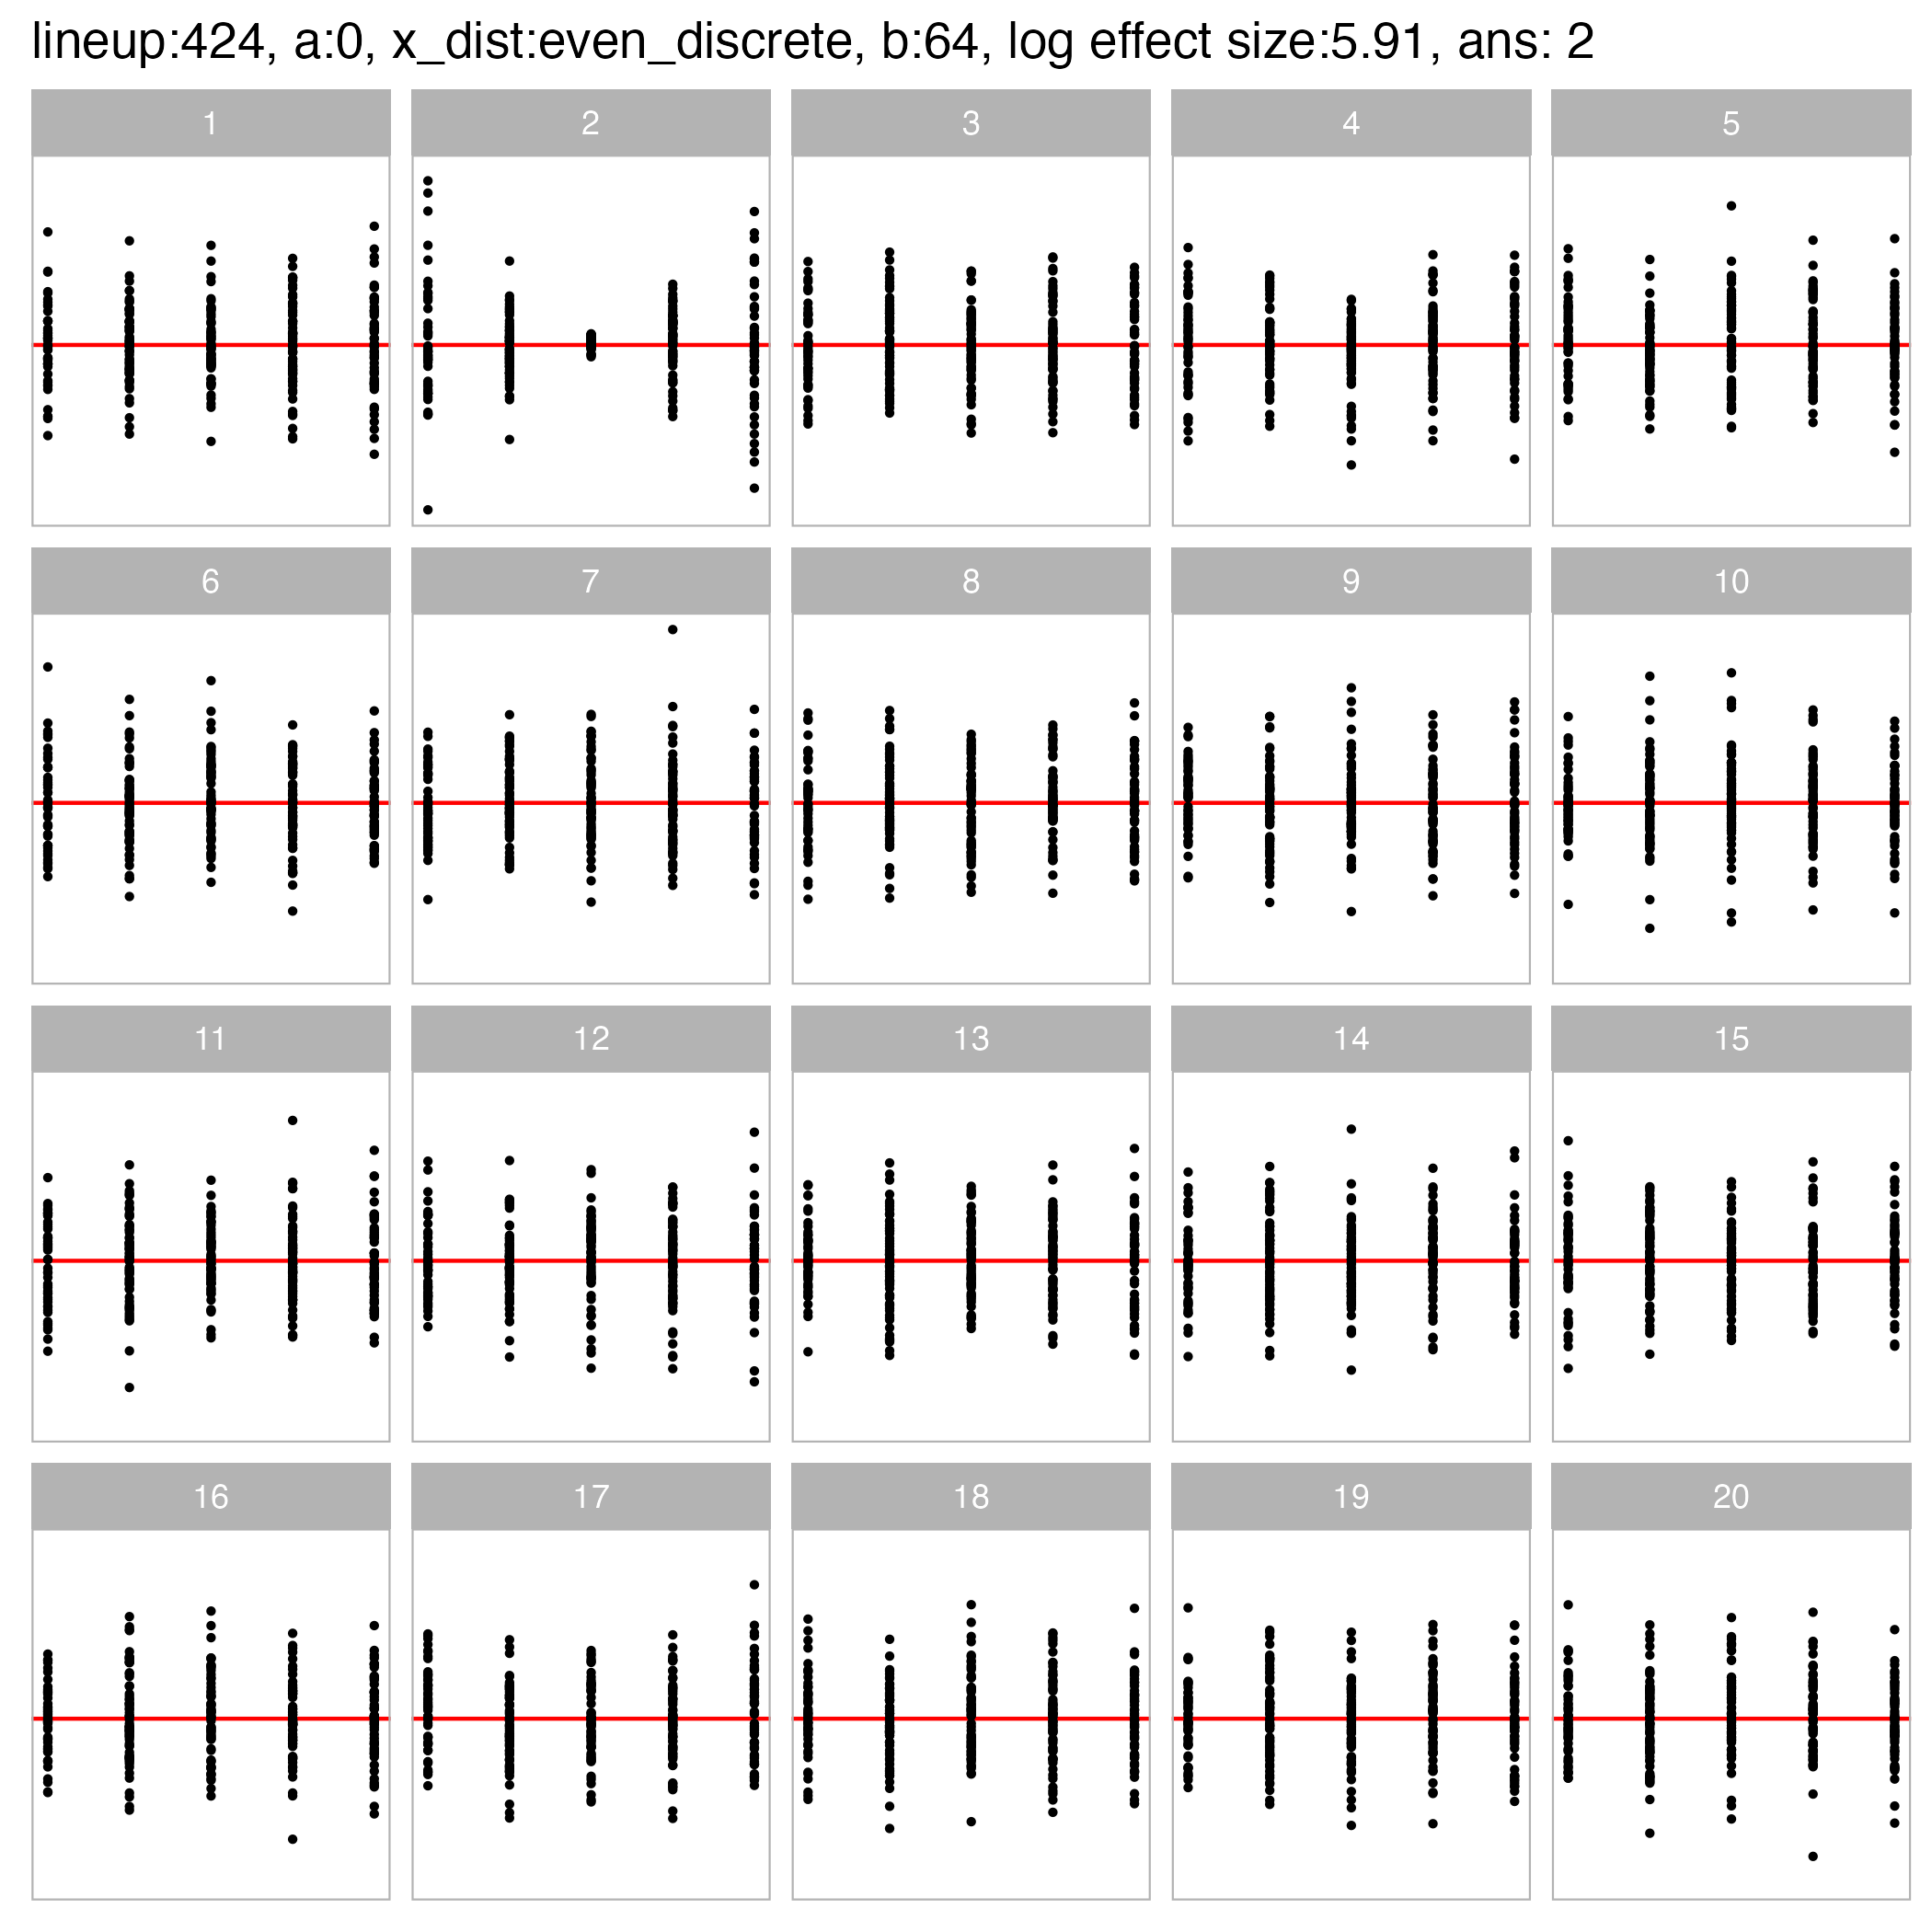 lineup:424, a:0, x_dist:even_discrete, b:64, log effect size:5.91, ans: 2
1 2 3 4 5
6 7 8 9 10
11 12 13 14 15
16 17 18 19 20